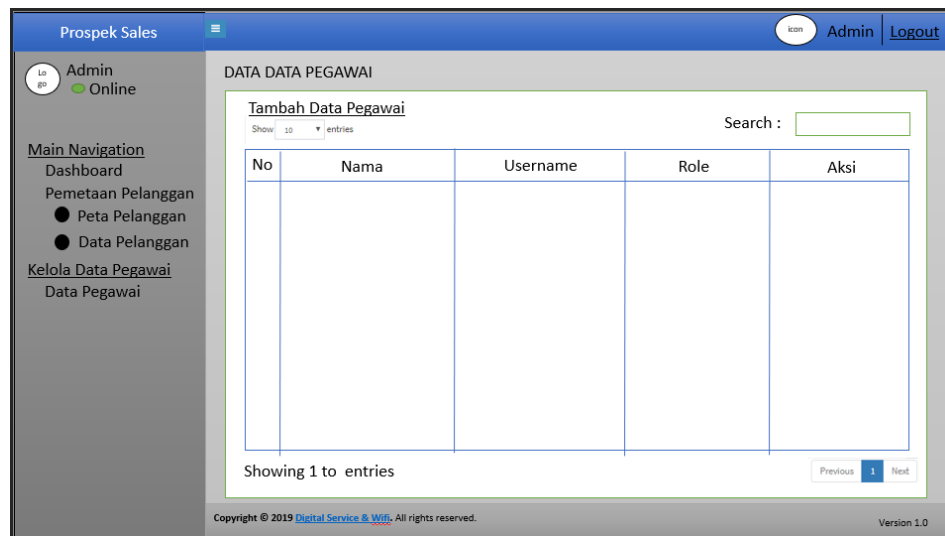 Prospek Sales
icon Admin Logout
Lo
go
Admin
Online
Main Navigation
Dashboard
Pemetaan Pelanggan
Peta Pelanggan
Data Pelanggan
Kelola Data Pegawai
Data Pegawai
DATA DATA PEGAWAI
Tambah Data Pegawai
Show 10 entries
Search :
No Nama Username Role Aksi
Showing 1 to entries
Previous 1 Next
Copyright © 2019 Digital Service & Wifi. All rights reserved.
Version 1.0